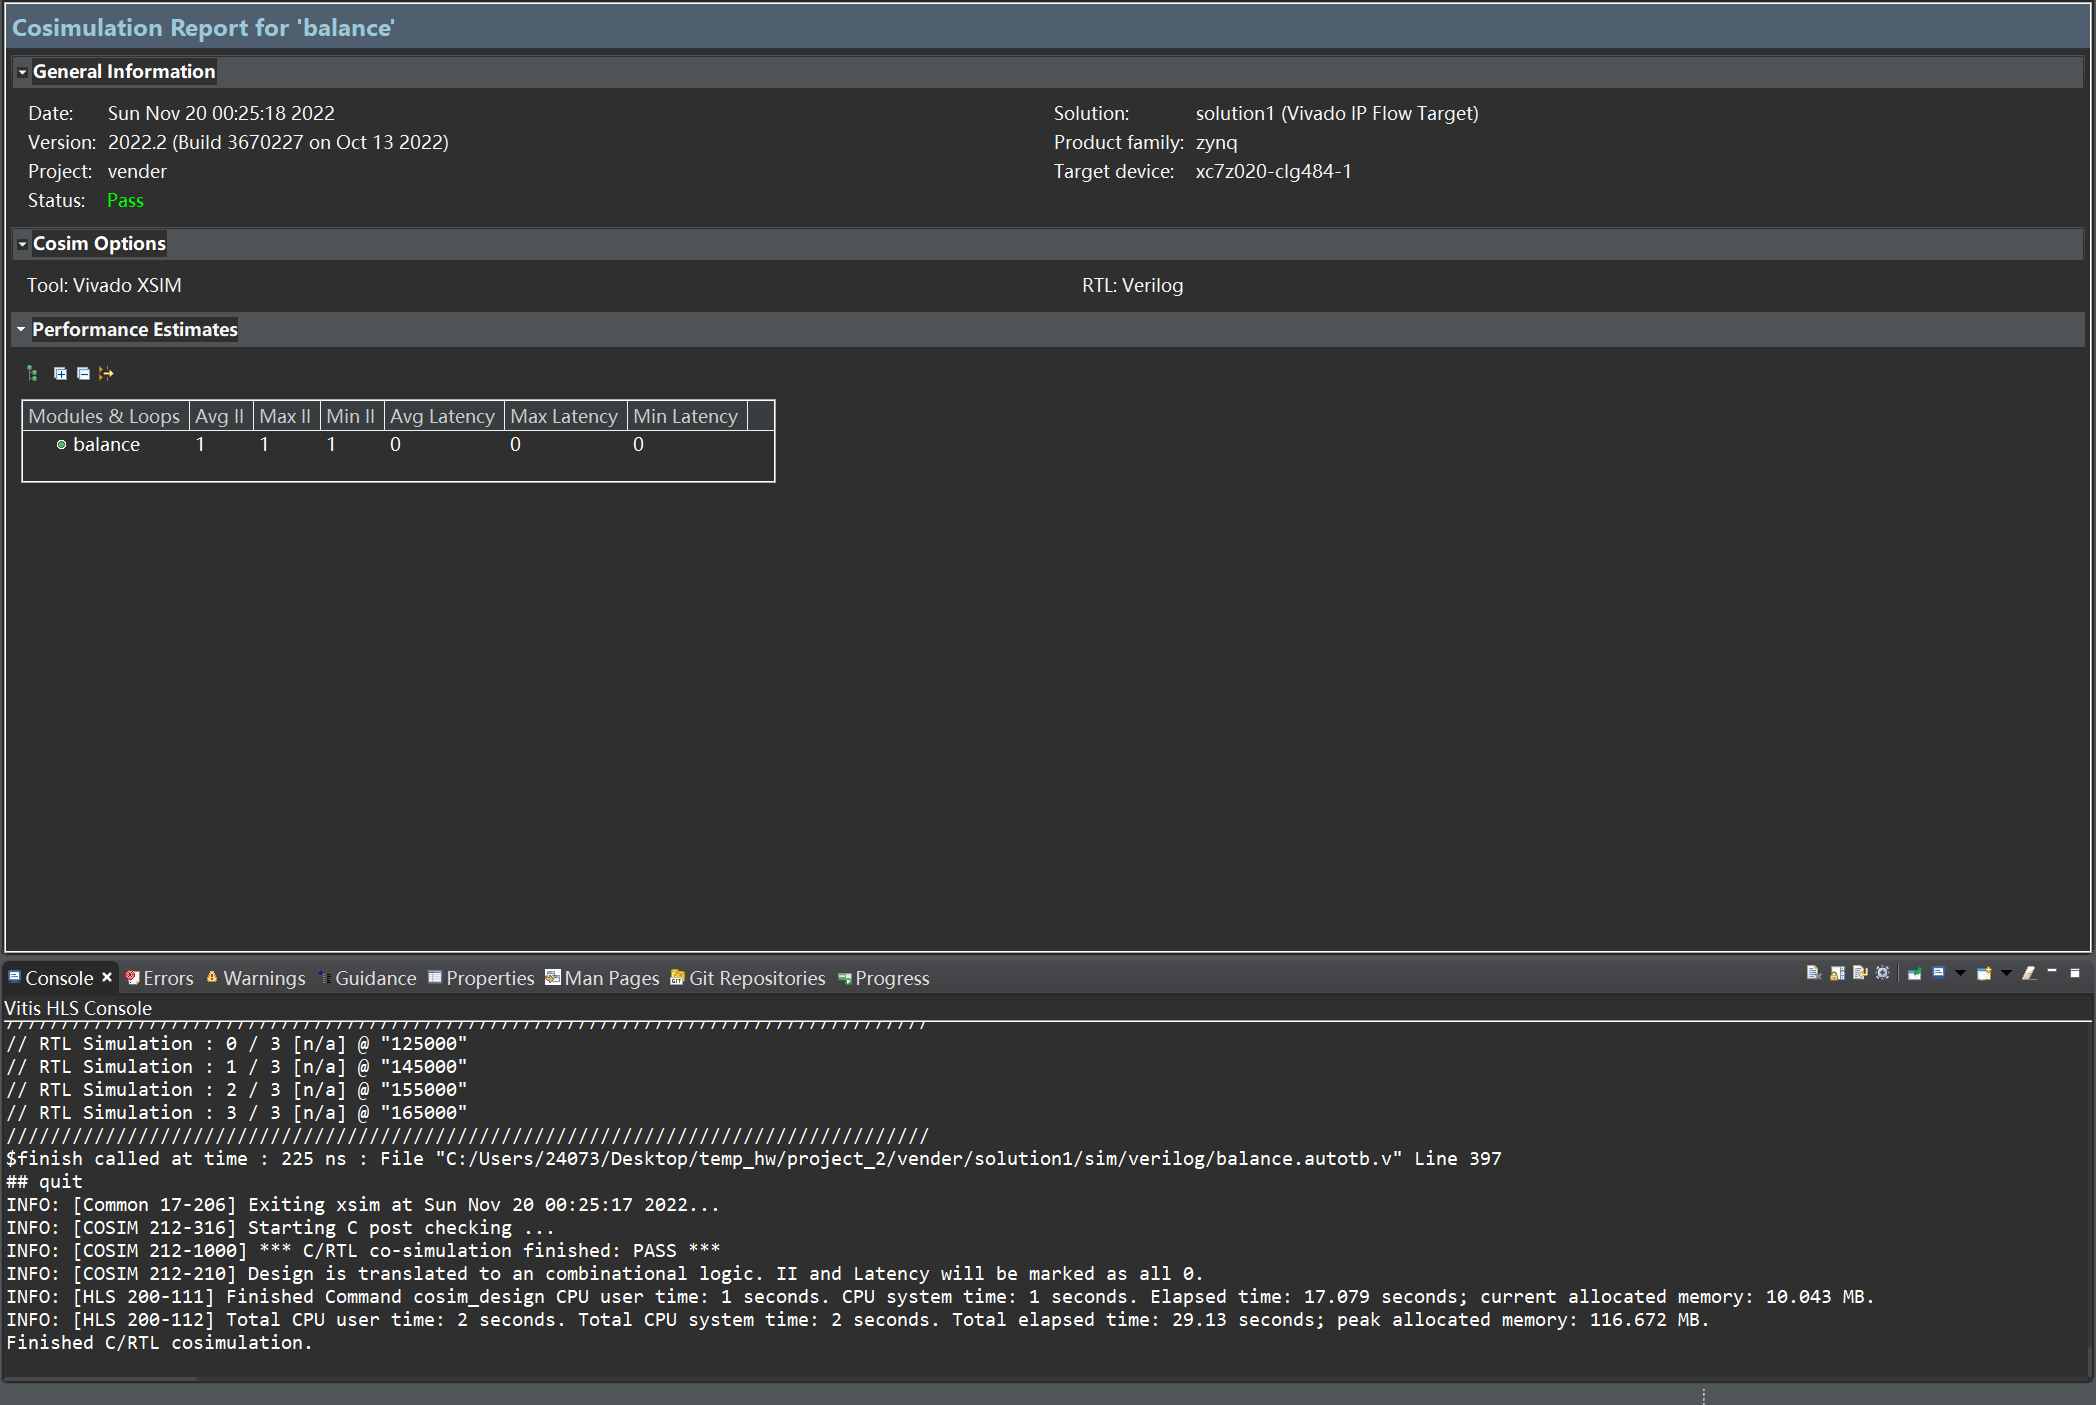 Cosimulation Report for 'balance'
General Information
Date: Sun Nov 20 00:25:18 2022
Version: 2022.2 (Build 3670227 on Oct 13 2022)
Project: vender
Status: Pass
Solution: solution1 (Vivado IP Flow Target)
Product family: zynq
Target device: xc7z020-clg484-1
Cosim Options
Tool: Vivado XSIM RTL: Verilog
Performance Estimates
Modules & Loops Avg II Max II Min II Avg Latency Max Latency Min Latency
balance 1 1 1 0 0 0
Console Errors Warnings Guidance Properties Man Pages Git Repositories Progress
Vitis HLS Console
////////////////////////////////////////////////////////////////////////////////////
// RTL Simulation : 0 / 3 [n/a] @ "125000"
// RTL Simulation : 1 / 3 [n/a] @ "145000"
// RTL Simulation : 2 / 3 [n/a] @ "155000"
// RTL Simulation : 3 / 3 [n/a] @ "165000"
////////////////////////////////////////////////////////////////////////////////////
$finish called at time : 225 ns : File "C:/Users/24073/Desktop/temp_hw/project_2/vender/solution1/sim/verilog/balance.autotb.v" Line 397
## quit
INFO: [Common 17-206] Exiting xsim at Sun Nov 20 00:25:17 2022...
INFO: [COSIM 212-316] Starting C post checking ...
INFO: [COSIM 212-1000] *** C/RTL co-simulation finished: PASS ***
INFO: [COSIM 212-210] Design is translated to an combinational logic. II and Latency will be marked as all 0.
INFO: [HLS 200-111] Finished Command cosim_design CPU user time: 1 seconds. CPU system time: 1 seconds. Elapsed time: 17.079 seconds; current allocated memory: 10.043 MB.
INFO: [HLS 200-112] Total CPU user time: 2 seconds. Total CPU system time: 2 seconds. Total elapsed time: 29.13 seconds; peak allocated memory: 116.672 MB.
Finished C/RTL cosimulation.